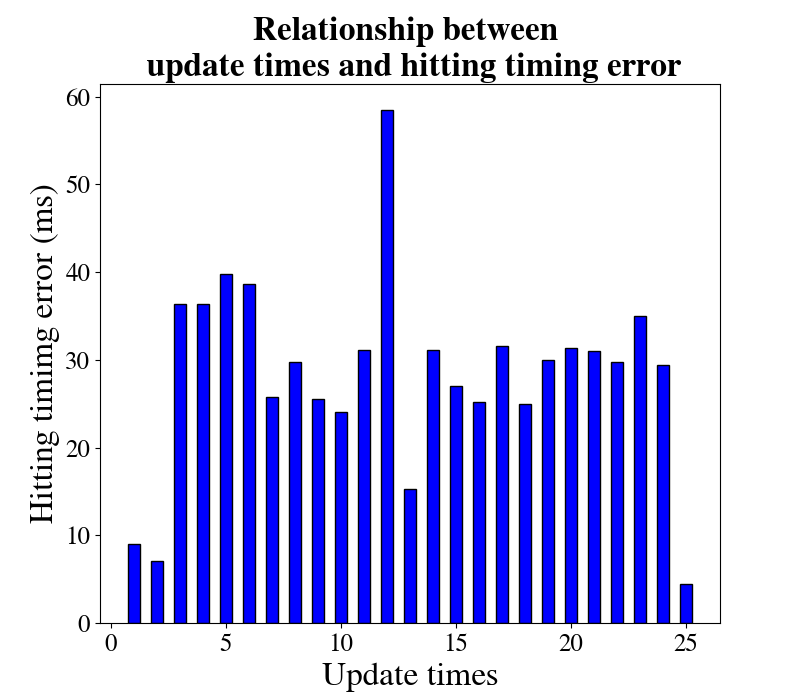 Relationship between
update times and hitting timing error
60
50
40
30
20
10
0
Hitting timimg error (ms)
0 5 10 15 20 25
Update times